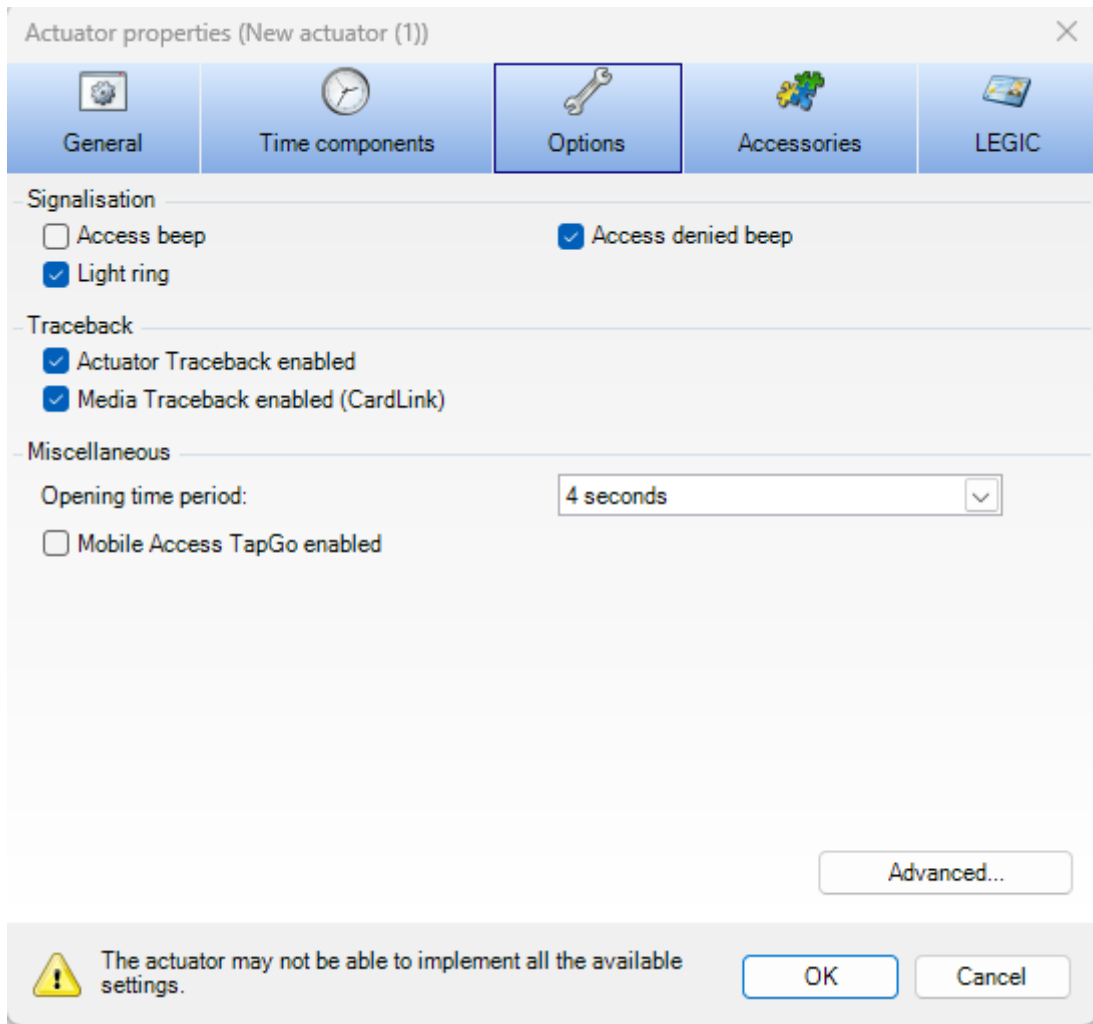 Actuator properties (New actuator (1))
General
Time components
Options
Accessories
LEGIC
Signalisation
Access beep
Access denied beep
Light ring
Traceback
Actuator Traceback enabled
Media Traceback enabled (CardLink)
Miscellaneous
Opening time period:
4 seconds
Mobile Access TapGo enabled
Advanced...
The actuator may not be able to implement all the available
settings.
OK
Cancel